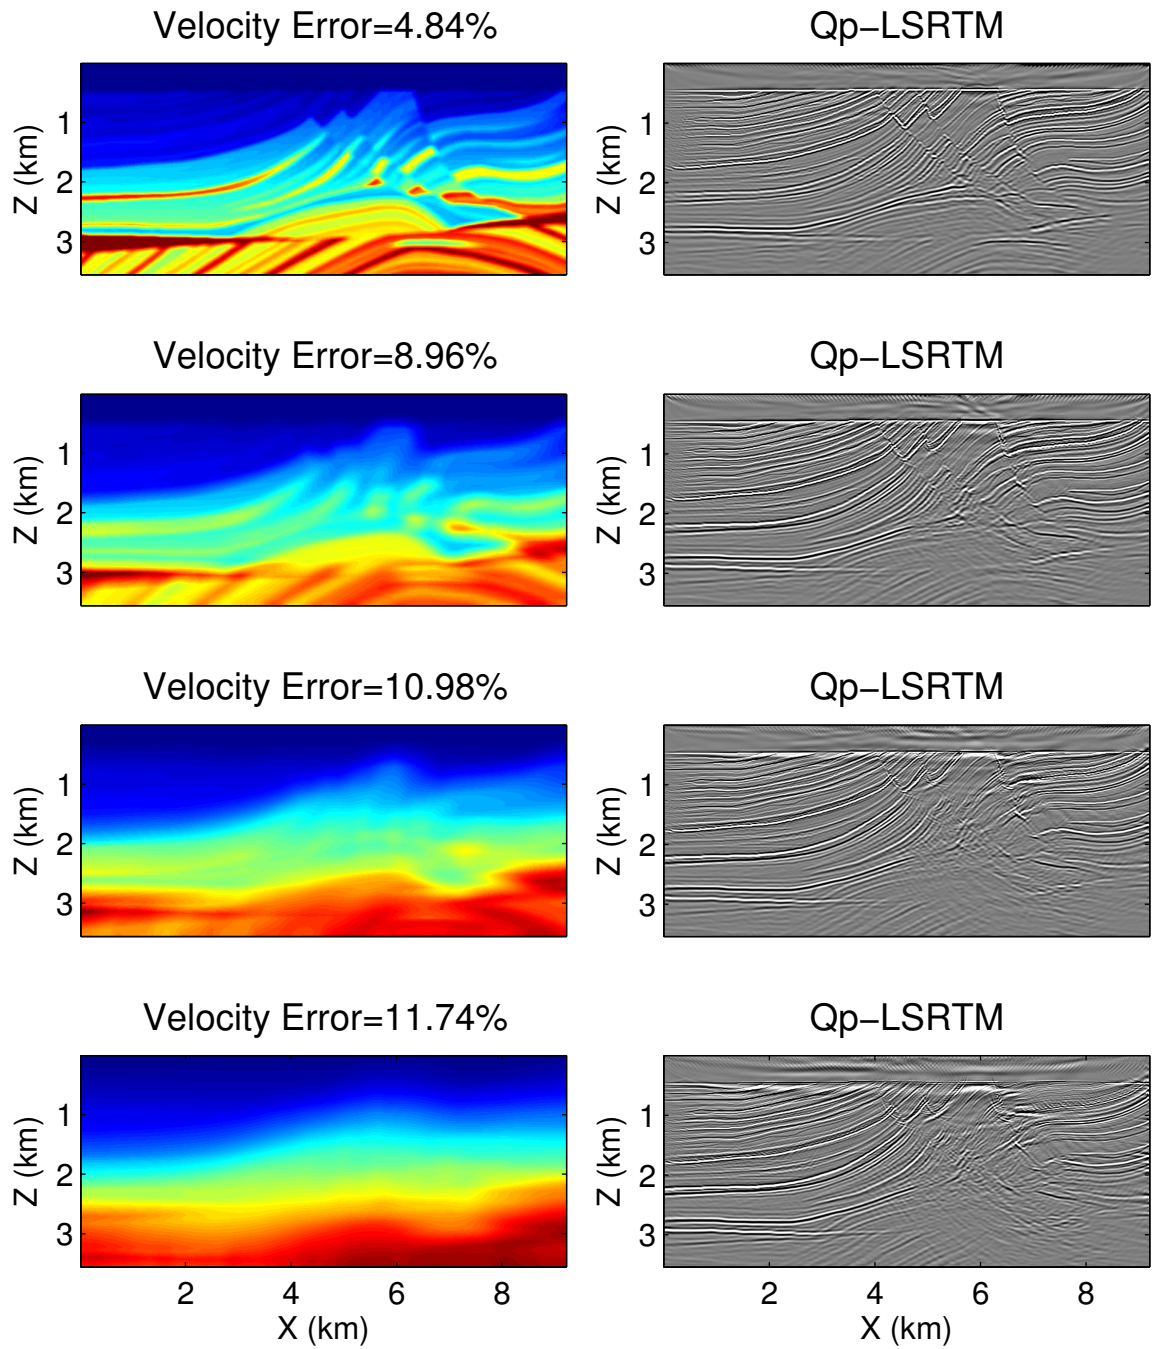 Velocity Error=4.84% Qp−LSRTM
Z (km) 1 2 3 Z (km) 1 2 3
Velocity Error=8.96% Qp−LSRTM
Z (km) 1 2 3 Z (km) 1 2 3
Velocity Error=10.98% Qp−LSRTM
Z (km) 1 2 3 Z (km) 1 2 3
Velocity Error=11.74% Qp−LSRTM
Z (km) 1 2 3 Z (km) 1 2 3
2 4 6 8 2 4 6 8
X (km) X (km)